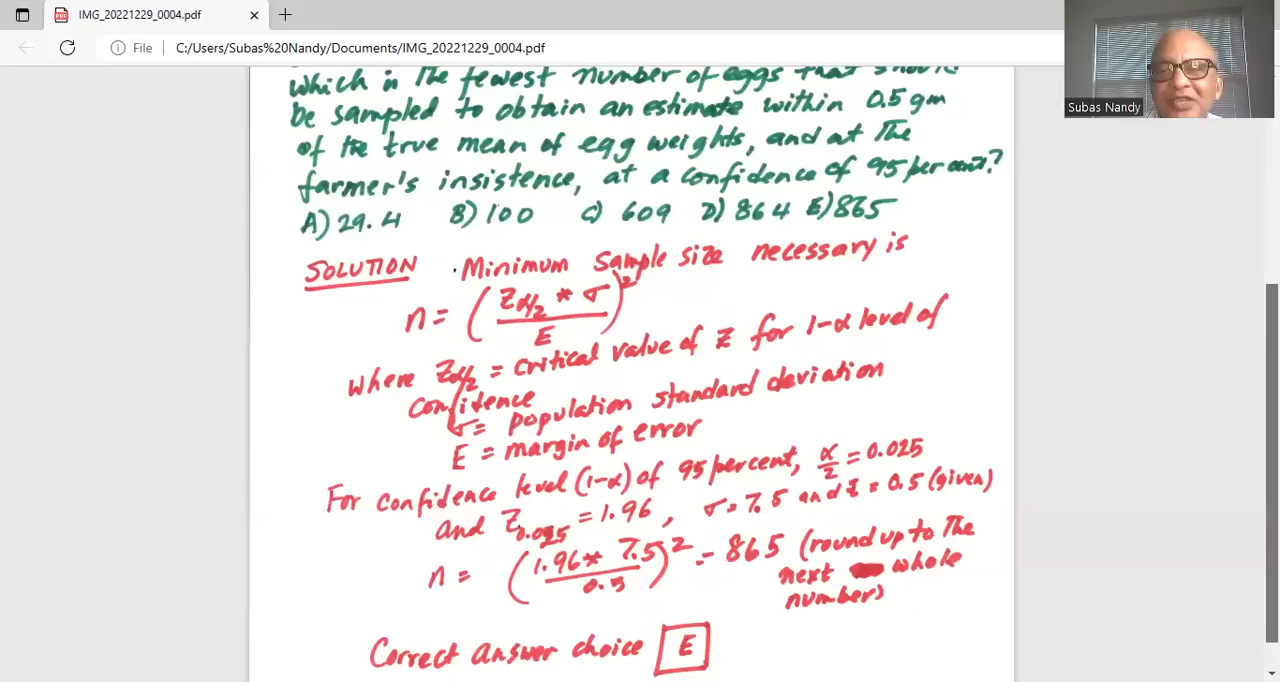 IMG_20221229_0004.pdf
File C:/Users/Subas%20Nandy/Documents/IMG_20221229_0004.pdf
Subas Nandy
which is the fewest number of eggs that should
be sampled to obtain an estimate within 0.5 gm
of the true mean of egg weights, and at the
farmer's insistence, at a confidence of 95 per cent?
A) 29.4 B) 100 C) 609 D) 864 E) 865
SOLUTION . Minimum sample size necessary is
n = (Zα/2 * σ / E)²
where Zα/2 = critical value of Z for 1-α level of
confidence
σ = population standard deviation
E = margin of error
For confidence level (1-α) of 95 percent, α/2 = 0.025
and Z0.025 = 1.96, σ = 7.5 and E = 0.5 (given)
n = (1.96 * 7.5 / 0.5)² = 865 (round up to the
next whole
number)
Correct answer choice E